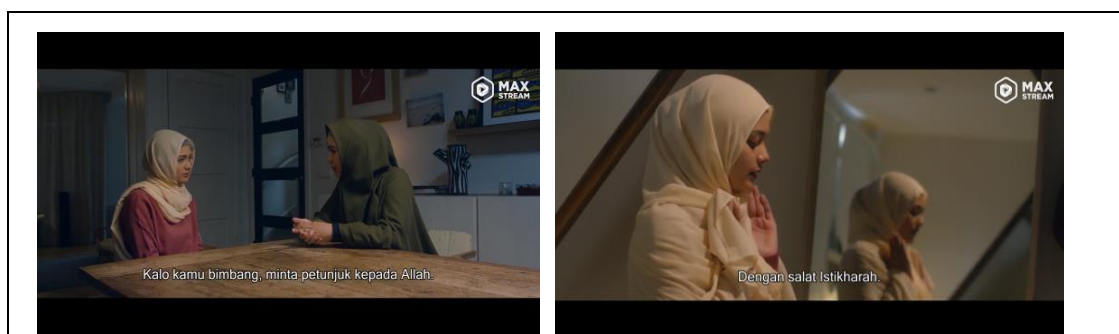 MAX
STREAM
Kalo kamu bimbang, minta petunjuk kepada Allah.
MAX
STREAM
Dengan salat Istikharah.